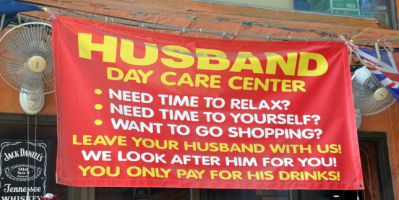 HUSBAND
DAY CARE CENTER
• NEED TIME TO RELAX?
• NEED TIME TO YOURSELF?
• WANT TO GO SHOPPING?
LEAVE YOUR HUSBAND WITH US!
WE LOOK AFTER HIM FOR YOU!
YOU ONLY PAY FOR HIS DRINKS!
JACK DANIEL'S
Tennessee
WHISKEY